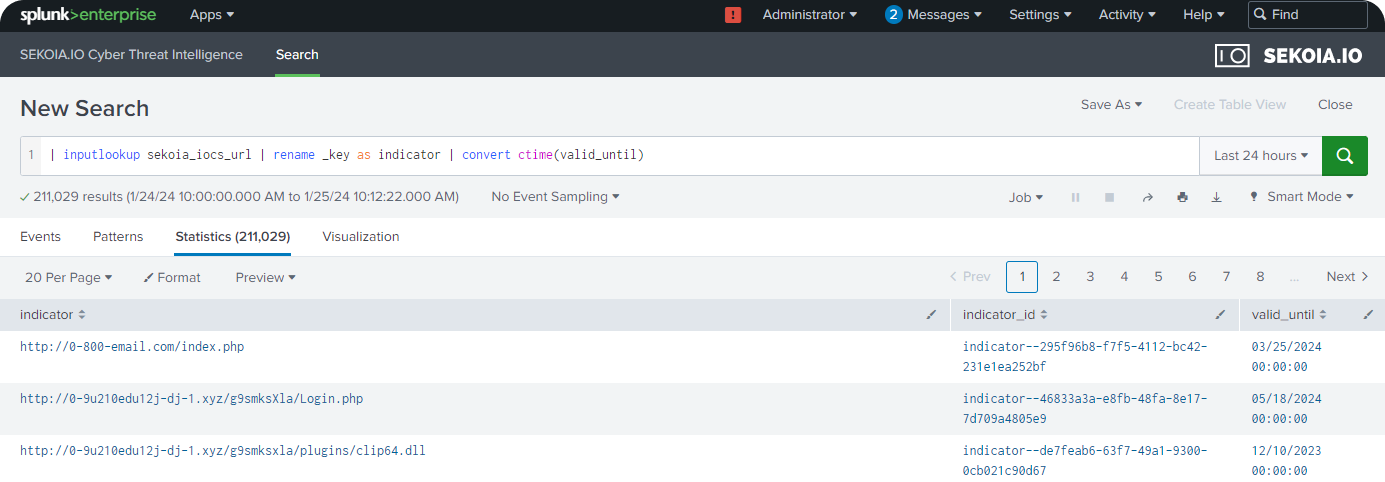 splunk>enterprise Apps Administrator 2 Messages Settings Activity Help Find
SEKOIA.IO Cyber Threat Intelligence Search IO SEKOIA.IO
New Search Save As Create Table View Close
1 | inputlookup sekoia_iocs_url | rename _key as indicator | convert ctime(valid_until) Last 24 hours
211,029 results (1/24/24 10:00:00.000 AM to 1/25/24 10:12:22.000 AM) No Event Sampling Job Smart Mode
Events Patterns Statistics (211,029) Visualization
20 Per Page Format Preview < Prev 1 2 3 4 5 6 7 8 ... Next >
indicator indicator_id valid_until
http://0-800-email.com/index.php indicator--295f96b8-f7f5-4112-bc42- 03/25/2024
231e1ea252bf 00:00:00
http://0-9u210edu12j-dj-1.xyz/g9smksXla/Login.php indicator--46833a3a-e8fb-48fa-8e17- 05/18/2024
7d709a4805e9 00:00:00
http://0-9u210edu12j-dj-1.xyz/g9smksxla/plugins/clip64.dll indicator--de7feab6-63f7-49a1-9300- 12/10/2023
0cb021c90d67 00:00:00